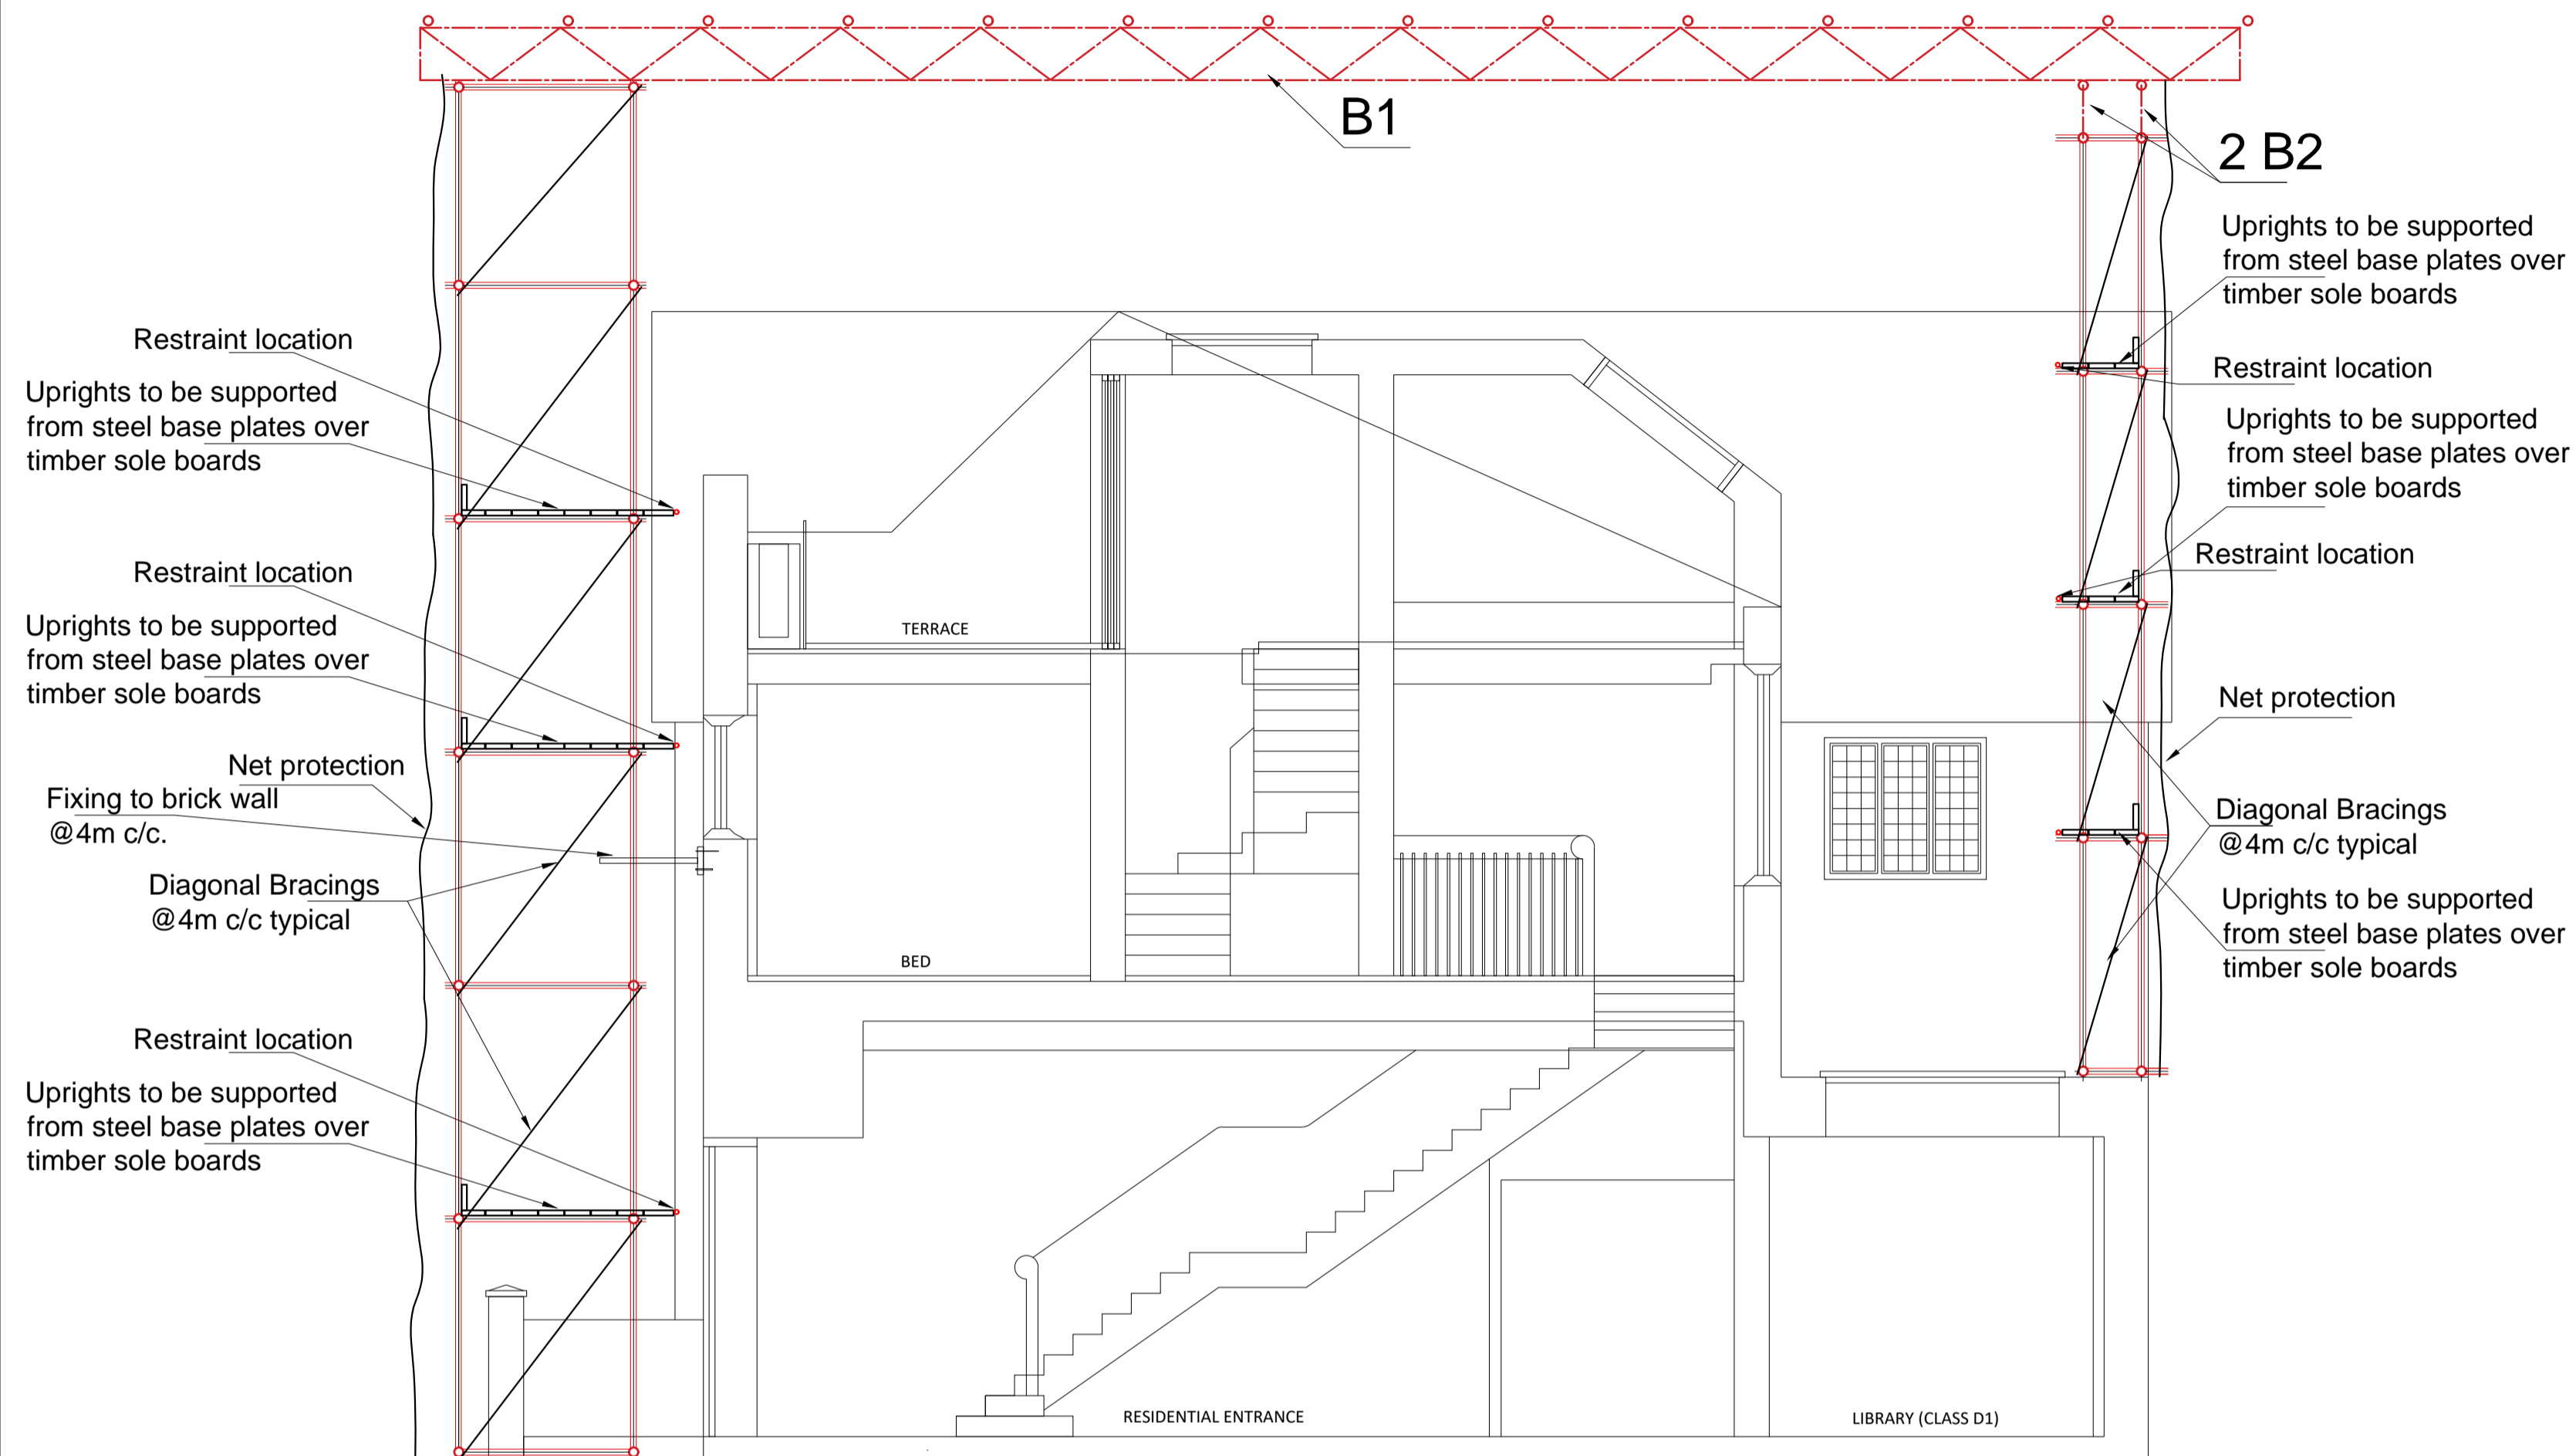 B1
2 B2
Uprights to be supported
from steel base plates over
timber sole boards
Restraint location
Uprights to be supported
from steel base plates over
timber sole boards
Restraint location
Net protection
Diagonal Bracings
@4m c/c typical
Uprights to be supported
from steel base plates over
timber sole boards
Restraint location
Uprights to be supported
from steel base plates over
timber sole boards
Restraint location
Uprights to be supported
from steel base plates over
timber sole boards
Net protection
Fixing to brick wall
@4m c/c.
Diagonal Bracings
@4m c/c typical
Restraint location
Uprights to be supported
from steel base plates over
timber sole boards
TERRACE
BED
RESIDENTIAL ENTRANCE
LIBRARY (CLASS D1)